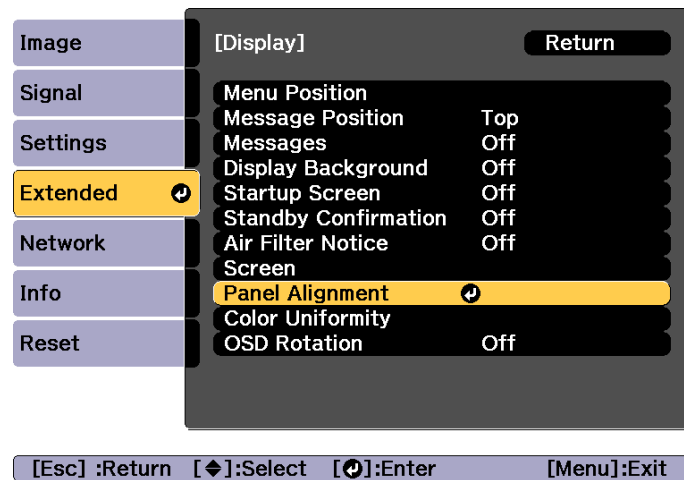 Image
Signal
Settings
Extended
Network
Info
Reset
[Display] Return
Menu Position
Message Position Top
Messages Off
Display Background Off
Startup Screen Off
Standby Confirmation Off
Air Filter Notice Off
Screen
Panel Alignment
Color Uniformity
OSD Rotation Off
[Esc] :Return [◆]:Select [↵]:Enter [Menu]:Exit